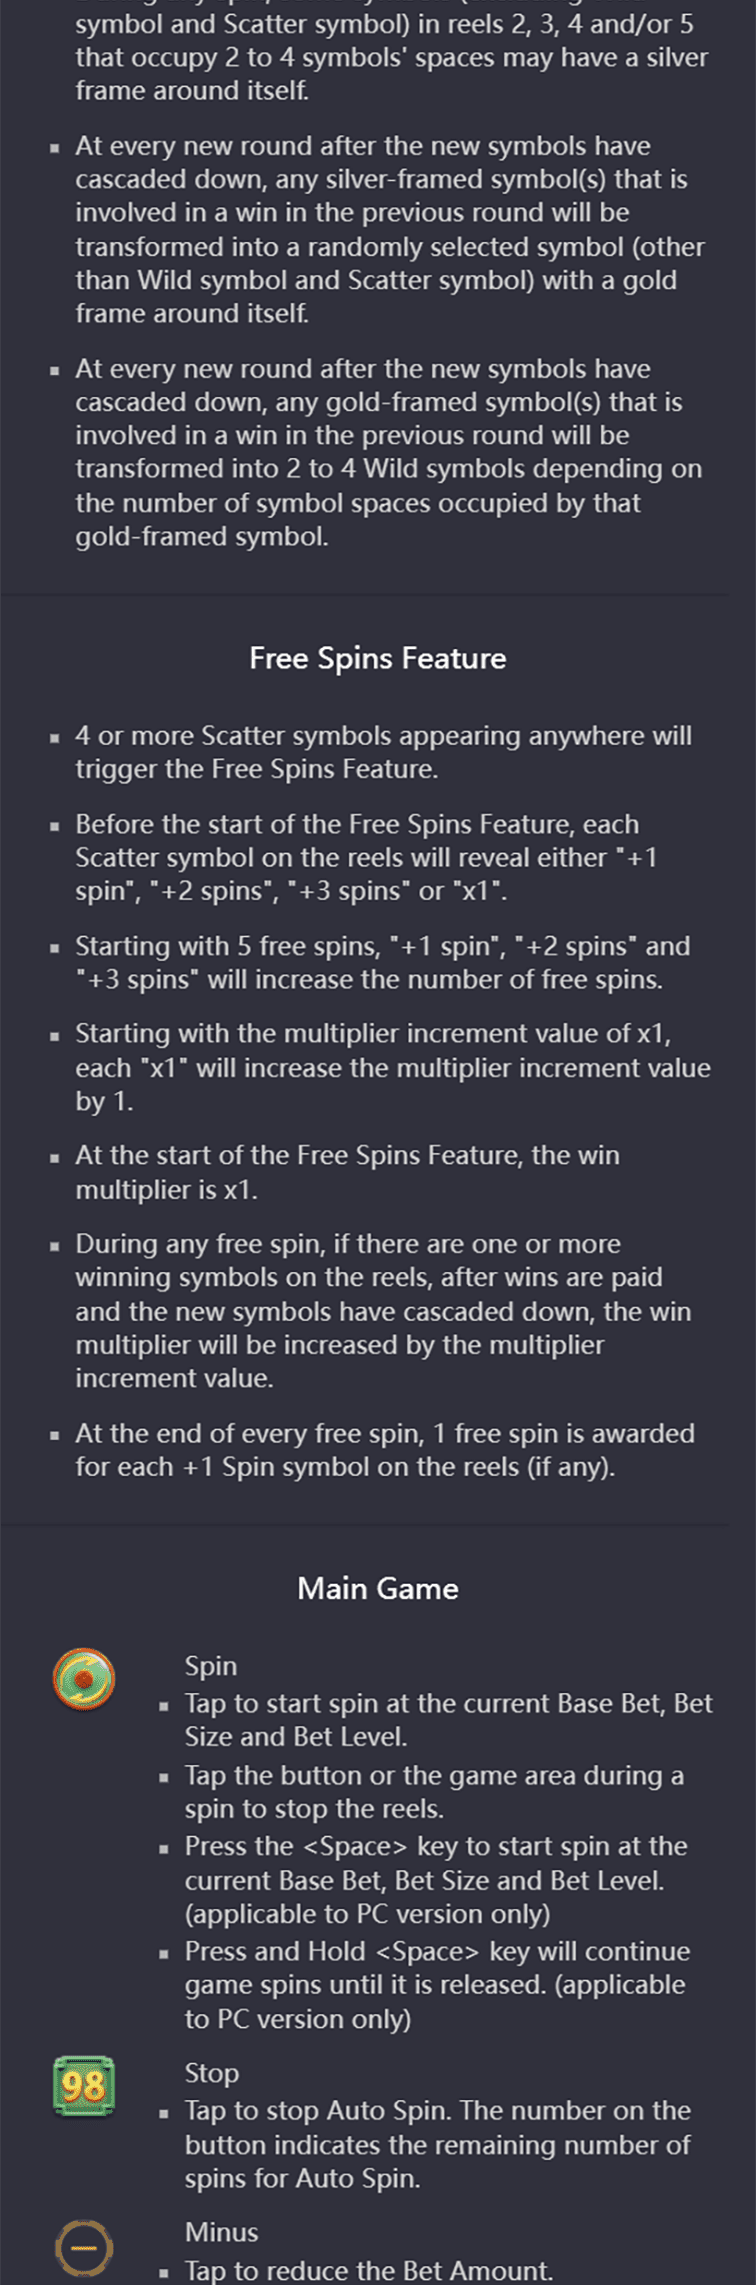 symbol and Scatter symbol) in reels 2, 3, 4 and/or 5
that occupy 2 to 4 symbols' spaces may have a silver
frame around itself.
▪ At every new round after the new symbols have
cascaded down, any silver-framed symbol(s) that is
involved in a win in the previous round will be
transformed into a randomly selected symbol (other
than Wild symbol and Scatter symbol) with a gold
frame around itself.
▪ At every new round after the new symbols have
cascaded down, any gold-framed symbol(s) that is
involved in a win in the previous round will be
transformed into 2 to 4 Wild symbols depending on
the number of symbol spaces occupied by that
gold-framed symbol.
Free Spins Feature
▪ 4 or more Scatter symbols appearing anywhere will
trigger the Free Spins Feature.
▪ Before the start of the Free Spins Feature, each
Scatter symbol on the reels will reveal either "+1
spin", "+2 spins", "+3 spins" or "x1".
▪ Starting with 5 free spins, "+1 spin", "+2 spins" and
"+3 spins" will increase the number of free spins.
▪ Starting with the multiplier increment value of x1,
each "x1" will increase the multiplier increment value
by 1.
▪ At the start of the Free Spins Feature, the win
multiplier is x1.
▪ During any free spin, if there are one or more
winning symbols on the reels, after wins are paid
and the new symbols have cascaded down, the win
multiplier will be increased by the multiplier
increment value.
▪ At the end of every free spin, 1 free spin is awarded
for each +1 Spin symbol on the reels (if any).
Main Game
Spin
▪ Tap to start spin at the current Base Bet, Bet
Size and Bet Level.
▪ Tap the button or the game area during a
spin to stop the reels.
▪ Press the <Space> key to start spin at the
current Base Bet, Bet Size and Bet Level.
(applicable to PC version only)
▪ Press and Hold <Space> key will continue
game spins until it is released. (applicable
to PC version only)
98
Stop
▪ Tap to stop Auto Spin. The number on the
button indicates the remaining number of
spins for Auto Spin.
Minus
▪ Tap to reduce the Bet Amount.